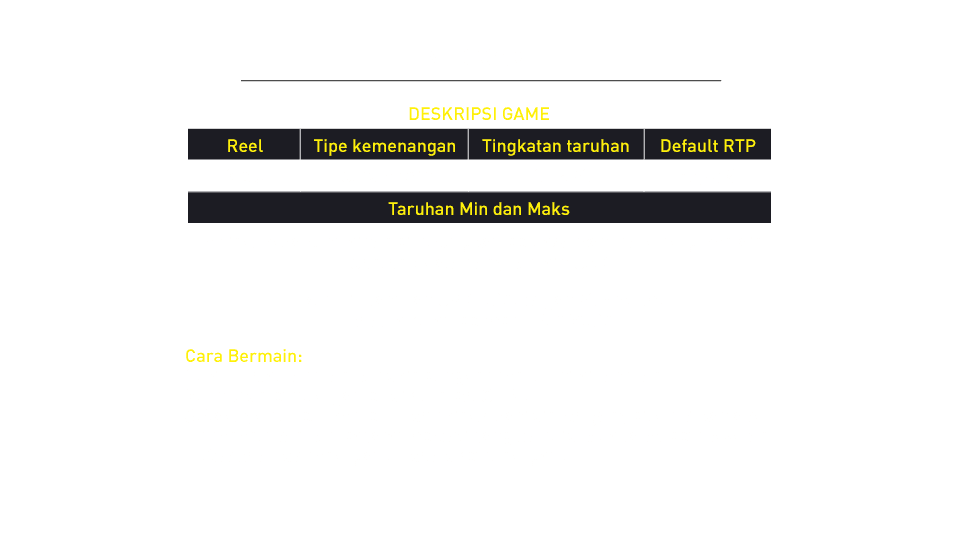 DESKRIPSI GAME
Reel Tipe kemenangan Tingkatan taruhan Default RTP
Taruhan Min dan Maks
Cara Bermain: